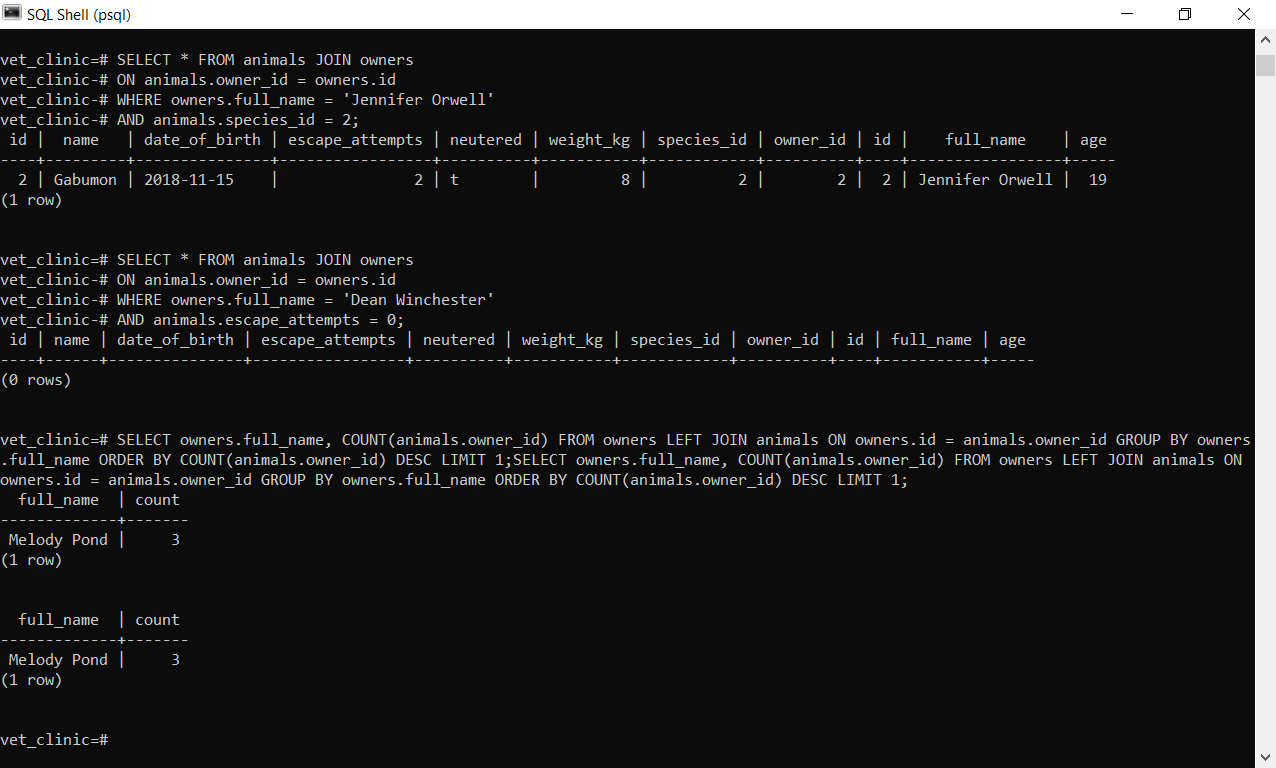 SQL Shell (psql)
vet_clinic=# SELECT * FROM animals JOIN owners
vet_clinic-# ON animals.owner_id = owners.id
vet_clinic-# WHERE owners.full_name = 'Jennifer Orwell'
vet_clinic-# AND animals.species_id = 2;
 id |  name   | date_of_birth | escape_attempts | neutered | weight_kg | species_id | owner_id | id |    full_name    | age
----+---------+---------------+-----------------+----------+-----------+------------+----------+----+-----------------+-----
  2 | Gabumon | 2018-11-15    |               2 | t        |         8 |          2 |        2 |  2 | Jennifer Orwell |  19
(1 row)
vet_clinic=# SELECT * FROM animals JOIN owners
vet_clinic-# ON animals.owner_id = owners.id
vet_clinic-# WHERE owners.full_name = 'Dean Winchester'
vet_clinic-# AND animals.escape_attempts = 0;
 id | name | date_of_birth | escape_attempts | neutered | weight_kg | species_id | owner_id | id | full_name | age
----+------+---------------+-----------------+----------+-----------+------------+----------+----+-----------+-----
(0 rows)
vet_clinic=# SELECT owners.full_name, COUNT(animals.owner_id) FROM owners LEFT JOIN animals ON owners.id = animals.owner_id GROUP BY owners
.full_name ORDER BY COUNT(animals.owner_id) DESC LIMIT 1;SELECT owners.full_name, COUNT(animals.owner_id) FROM owners LEFT JOIN animals ON
owners.id = animals.owner_id GROUP BY owners.full_name ORDER BY COUNT(animals.owner_id) DESC LIMIT 1;
  full_name  | count
-------------+-------
 Melody Pond |     3
(1 row)
  full_name  | count
-------------+-------
 Melody Pond |     3
(1 row)
vet_clinic=#